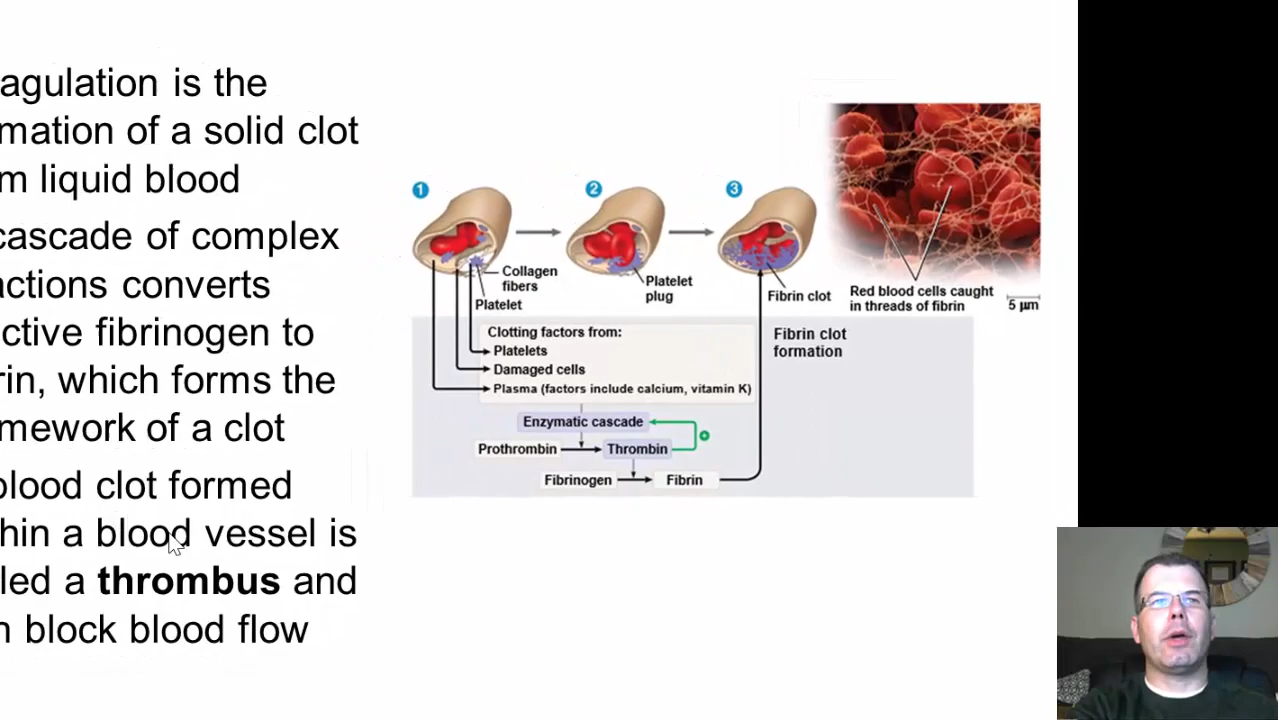 agulation is the
mation of a solid clot
m liquid blood
cascade of complex
actions converts
ctive fibrinogen to
rin, which forms the
mework of a clot
blood clot formed
hin a blood vessel is
led a thrombus and
n block blood flow
1
2
3
Collagen
fibers
Platelet
Platelet
plug
Fibrin clot
Red blood cells caught
in threads of fibrin
5 µm
Clotting factors from:
Platelets
Damaged cells
Plasma (factors include calcium, vitamin K)
Fibrin clot
formation
Enzymatic cascade
+
Prothrombin
Thrombin
Fibrinogen
Fibrin